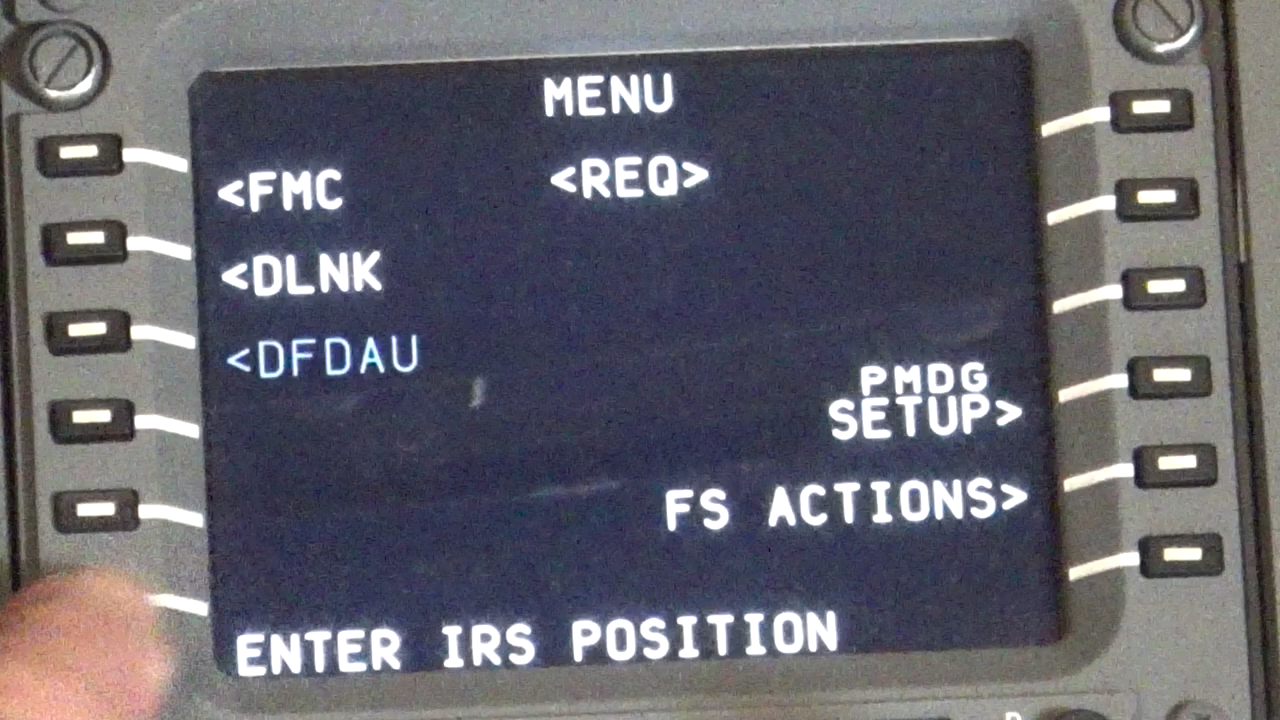 MENU
<FMC <REQ>
<DLNK
<DFDAU
PMDG
SETUP>
FS ACTIONS>
ENTER IRS POSITION